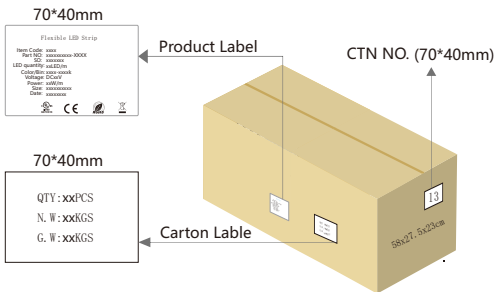 70*40mm
Flexible LED Strip
Item Code: xxxx
Part NO: xxxxxxxxxx-XXXX
SO: xxxxxxx
LED quantity: xxLED/m
Color/Bin: xxxx-xxxxk
Voltage: DCxxV
Power: xxW/m
Size: xxxxxxxxxx
Date: xxxxxxxx
Product Label
CTN NO. (70*40mm)
70*40mm
QTY:xxPCS
N.W:xxKGS
G.W:xxKGS
Carton Lable
13
58x27.5x23cm